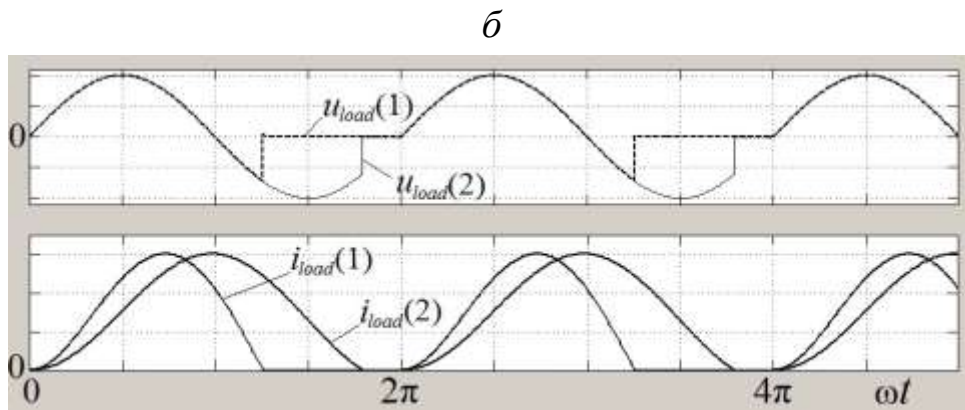 б
0
u_load(1)
u_load(2)
i_load(1)
i_load(2)
0
0
2π
4π
ωt